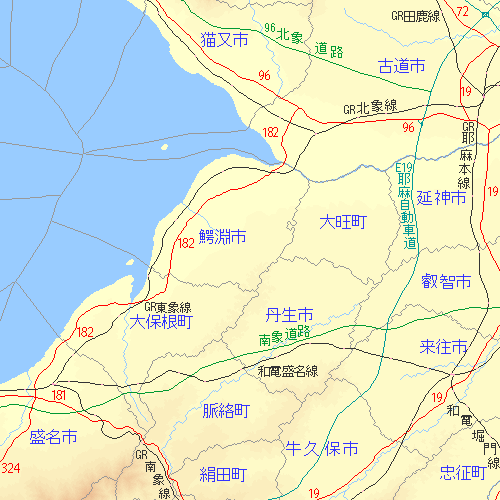 GR田鹿線
72
96
北象
道路
猫又市
古道市
96
19
GR北象線
182
96
GR耶麻本線
E19
耶麻自動車道
19
延神市
大旺町
鰐淵市
182
叡智市
GR東象線
大保根町
丹生市
182
南象道路
来往市
和電盛名線
181
19
脈絡町
和電堀門線
盛名市
牛久保市
GR南象線
絹田町
忠征町
324
19